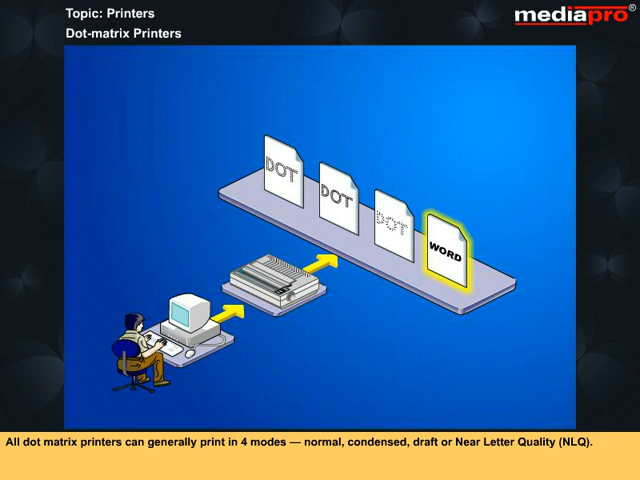 Topic: Printers
mediapro®
Dot-matrix Printers
DOT
DOT
DOT
WORD
All dot matrix printers can generally print in 4 modes — normal, condensed, draft or Near Letter Quality (NLQ).